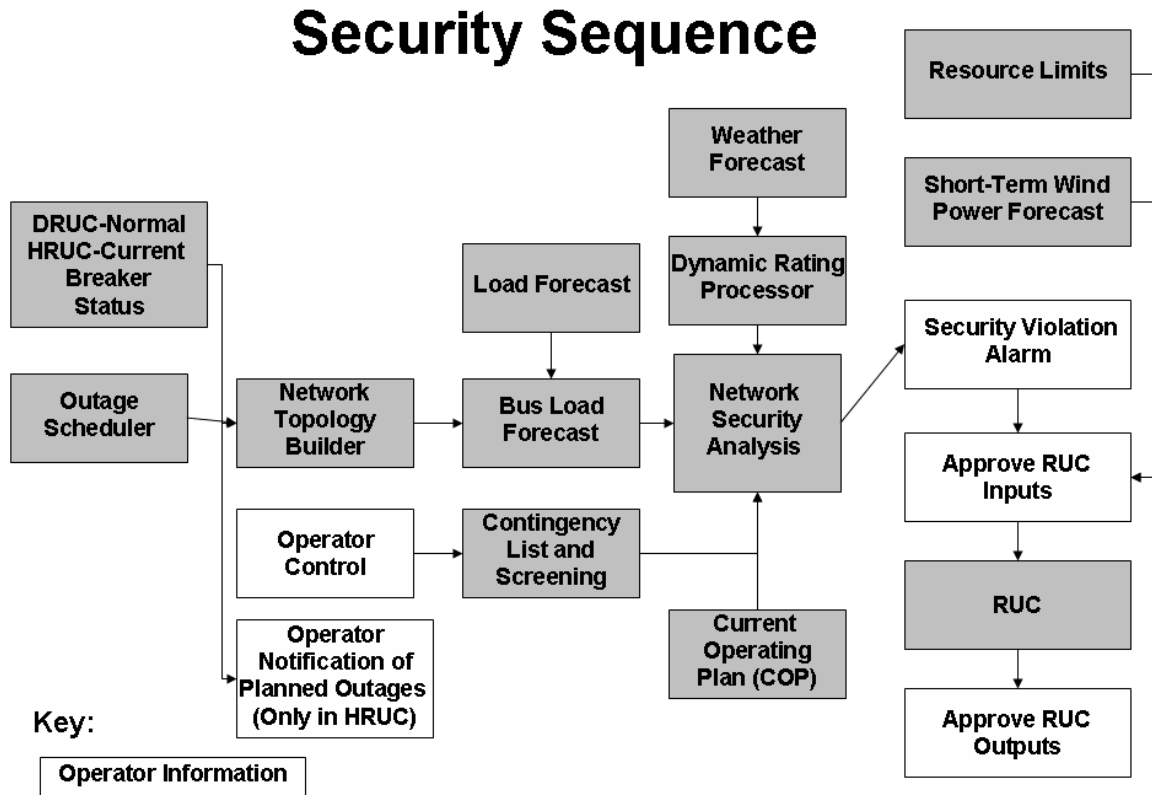 Security Sequence
Resource Limits
Weather
Forecast
Short-Term Wind
Power Forecast
DRUC-Normal
HRUC-Current
Breaker
Status
Load Forecast
Dynamic Rating
Processor
Security Violation
Alarm
Outage
Scheduler
Network
Topology
Builder
Bus Load
Forecast
Network
Security
Analysis
Approve RUC
Inputs
Operator
Control
Contingency
List and
Screening
RUC
Operator
Notification of
Planned Outages
(Only in HRUC)
Current
Operating
Plan (COP)
Approve RUC
Outputs
Key:
Operator Information